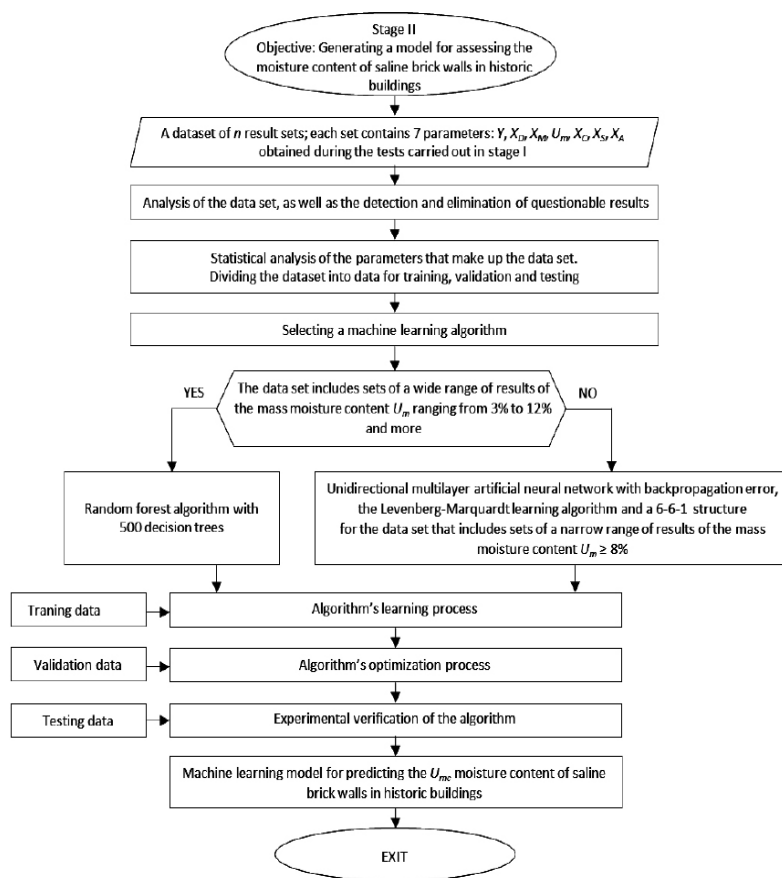 Stage II
Objective: Generating a model for assessing the
moisture content of saline brick walls in historic
buildings
A dataset of n result sets; each set contains 7 parameters: Y, X_D, X_M, U_m, X_C, X_S, X_A
obtained during the tests carried out in stage I
Analysis of the data set, as well as the detection and elimination of questionable results
Statistical analysis of the parameters that make up the data set.
Dividing the dataset into data for training, validation and testing
Selecting a machine learning algorithm
YES
The data set includes sets of a wide range of results of
the mass moisture content U_m ranging from 3% to 12%
and more
NO
Random forest algorithm with
500 decision trees
Unidirectional multilayer artificial neural network with backpropagation error,
the Levenberg-Marquardt learning algorithm and a 6-6-1 structure
for the data set that includes sets of a narrow range of results of the mass
moisture content U_m ≥ 8%
Traning data
Algorithm's learning process
Validation data
Algorithm's optimization process
Testing data
Experimental verification of the algorithm
Machine learning model for predicting the U_mc moisture content of saline
brick walls in historic buildings
EXIT